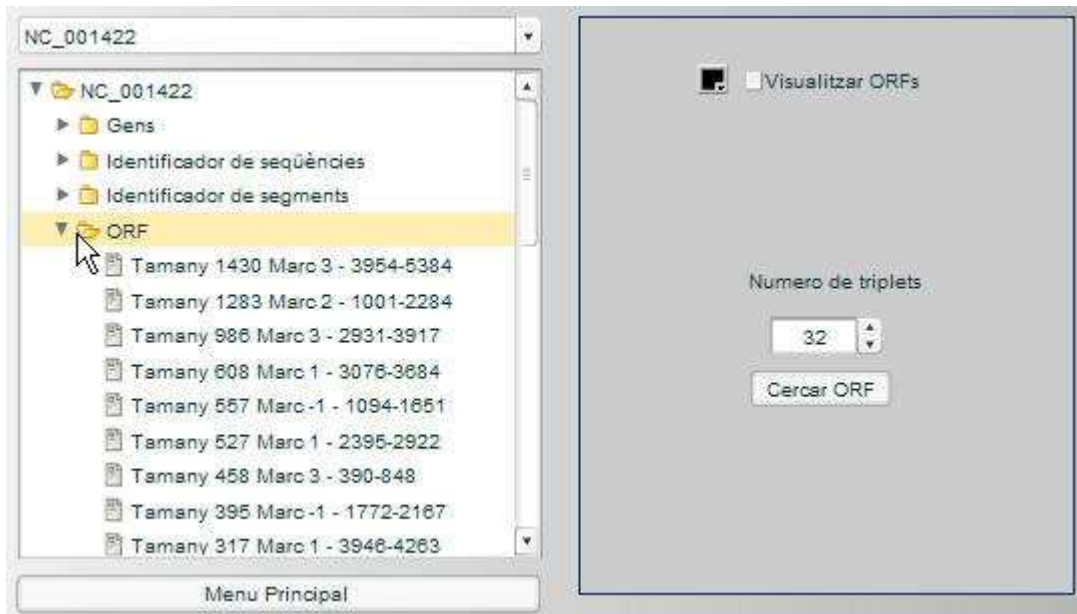 NC_001422
NC_001422
Gens
Identificador de seqüències
Identificador de segments
ORF
Tamany 1430 Marc 3 - 3954-5384
Tamany 1283 Marc 2 - 1001-2284
Tamany 986 Marc 3 - 2931-3917
Tamany 608 Marc 1 - 3076-3684
Tamany 557 Marc -1 - 1094-1651
Tamany 527 Marc 1 - 2395-2922
Tamany 458 Marc 3 - 390-848
Tamany 395 Marc -1 - 1772-2167
Tamany 317 Marc 1 - 3946-4263
Menu Principal
Visualitzar ORFs
Numero de triplets
32
Cercar ORF